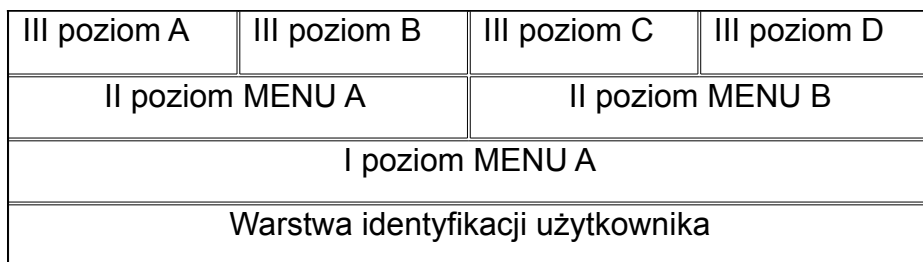 III poziom A III poziom B III poziom C III poziom D
II poziom MENU A II poziom MENU B
I poziom MENU A
Warstwa identyfikacji użytkownika